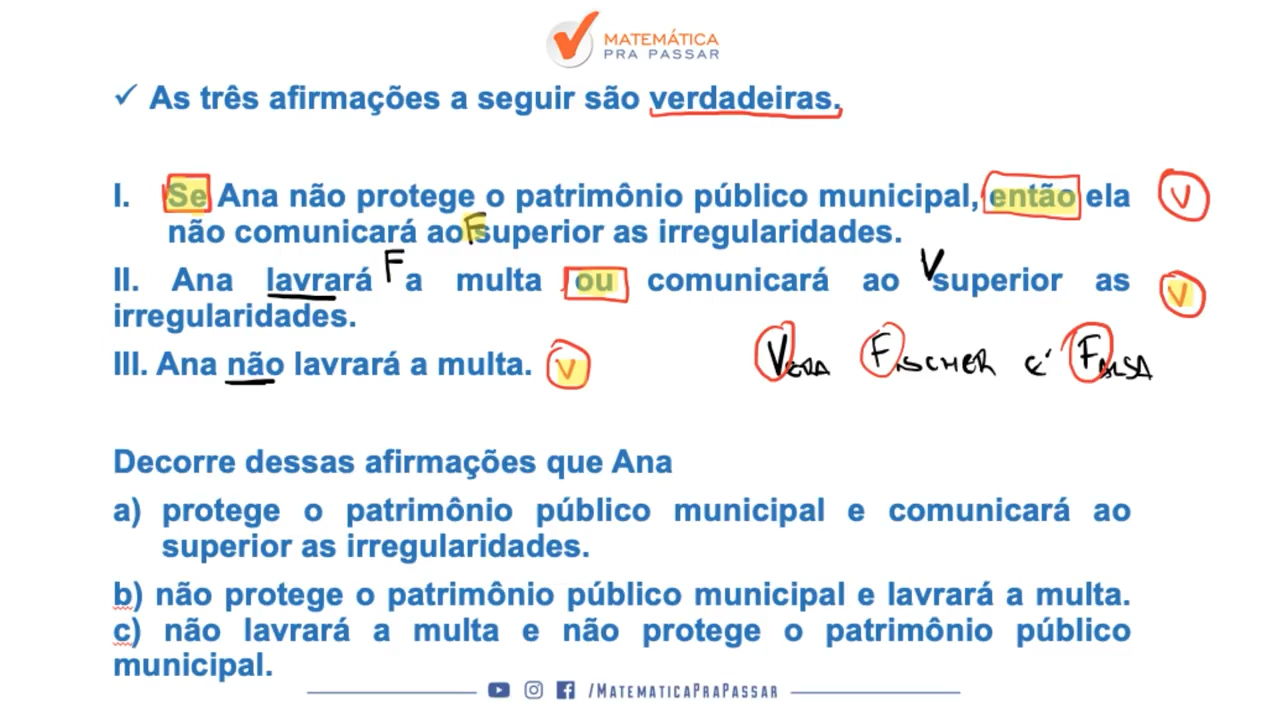 MATEMÁTICA
PRA PASSAR
✓ As três afirmações a seguir são verdadeiras.
I. Se Ana não protege o patrimônio público municipal, então ela V
não comunicará ao superior as irregularidades.
F
II. Ana lavrará F a multa ou comunicará ao V superior as V
irregularidades.
III. Ana não lavrará a multa. V VERA FISCHER É FALSA
Decorre dessas afirmações que Ana
a) protege o patrimônio público municipal e comunicará ao
superior as irregularidades.
b) não protege o patrimônio público municipal e lavrará a multa.
c) não lavrará a multa e não protege o patrimônio público
municipal.
/MATEMATICAPRAPASSAR